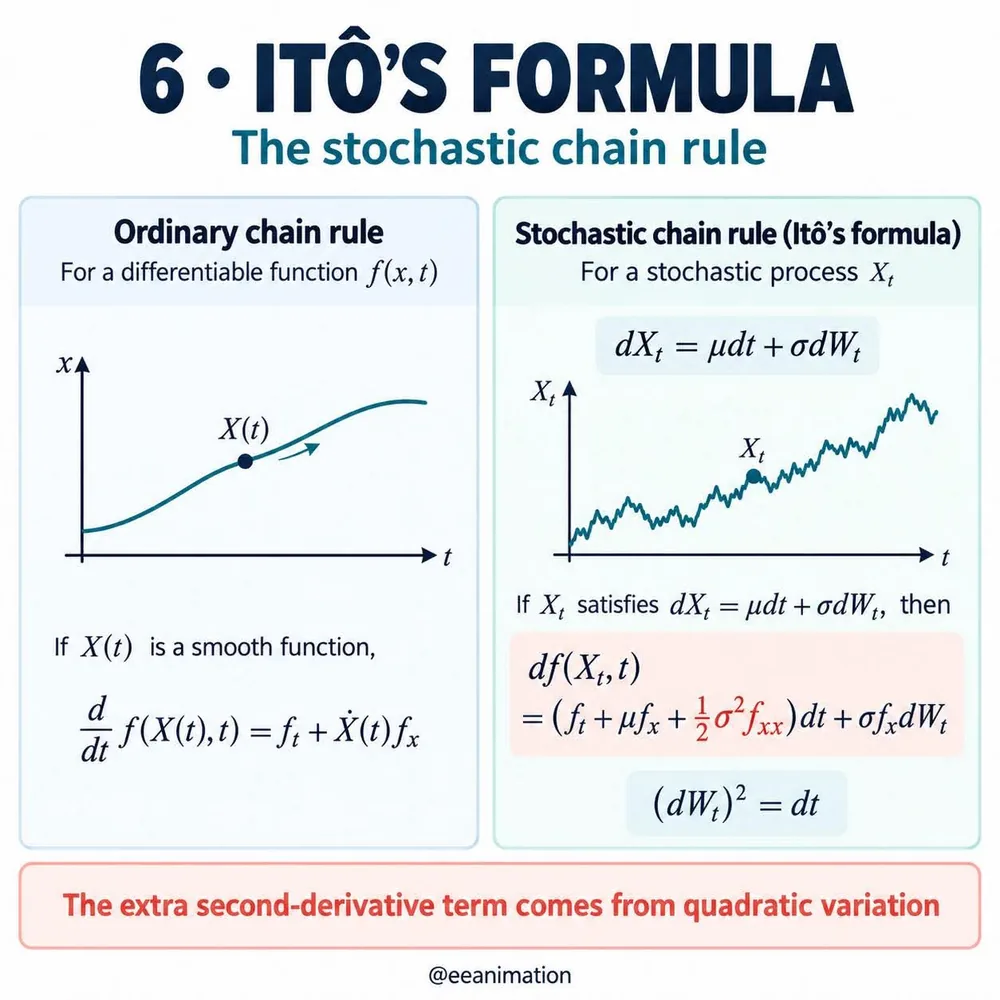 6 • ITÔ'S FORMULA
The stochastic chain rule
Ordinary chain rule
For a differentiable function f(x, t)
x
X(t)
t
If X(t) is a smooth function,
d/dt f(X(t), t) = f_t + Ẋ(t)f_x
Stochastic chain rule (Itô's formula)
For a stochastic process X_t
dX_t = μdt + σdW_t
X_t
X_t
t
If X_t satisfies dX_t = μdt + σdW_t, then
df(X_t, t)
= (f_t + μf_x + 1/2 σ²f_xx)dt + σf_xdW_t
(dW_t)² = dt
The extra second-derivative term comes from quadratic variation
@eeanimation